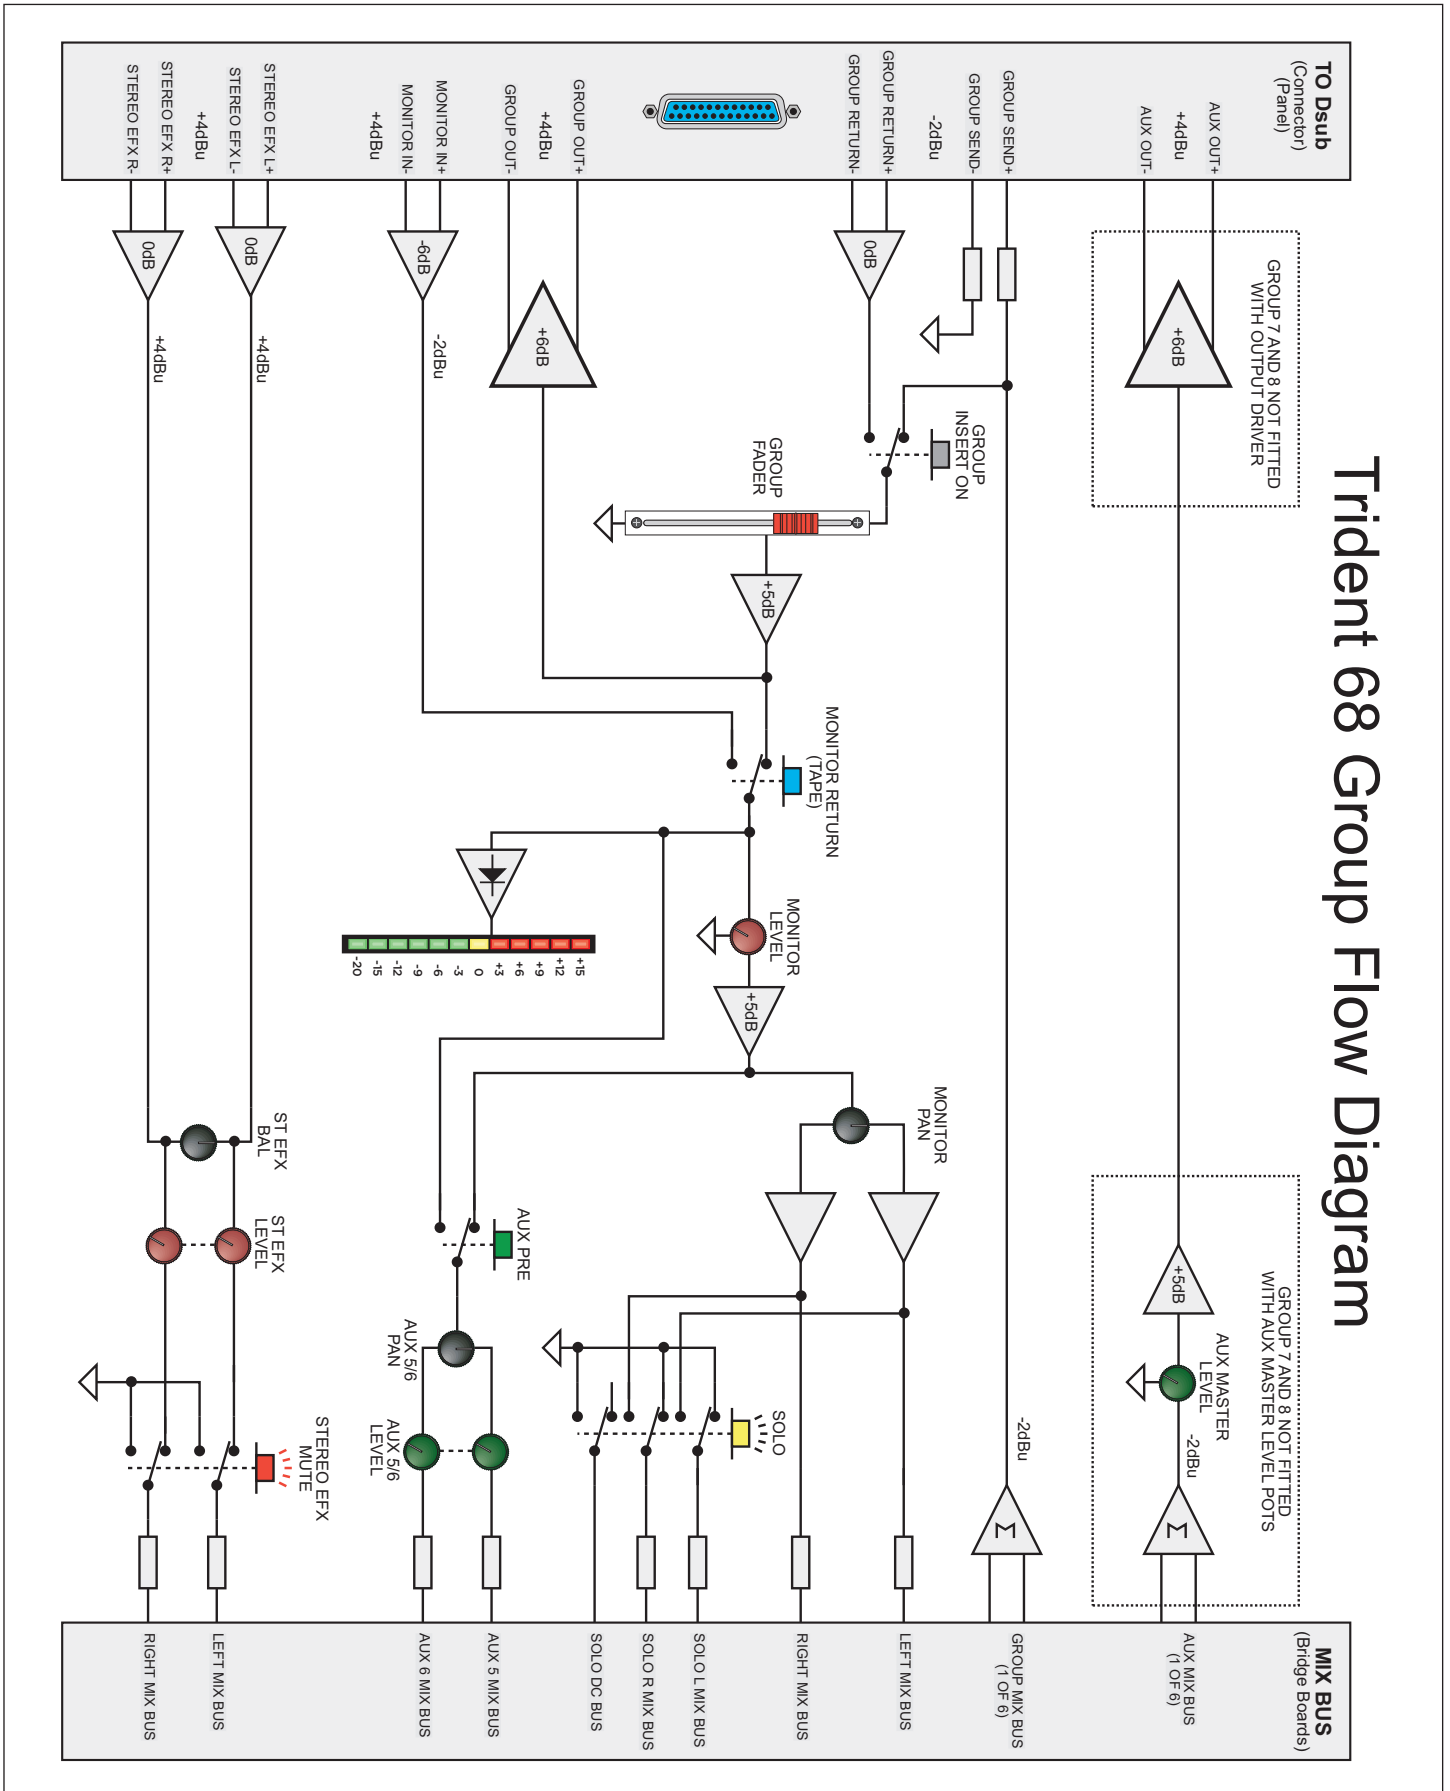 Trident 68 Group Flow Diagram
TO Dsub
(Connector)
(Panel)
AUX OUT+
+4dBu
AUX OUT-
GROUP SEND+
GROUP SEND-
-2dBu
GROUP RETURN+
GROUP RETURN-
GROUP OUT+
+4dBu
GROUP OUT-
MONITOR IN+
MONITOR IN-
+4dBu
STEREO EFX L+
STEREO EFX L-
+4dBu
STEREO EFX R+
STEREO EFX R-
GROUP 7 AND 8 NOT FITTED
WITH OUTPUT DRIVER
+6dB
0dB
+6dB
-6dB
-2dBu
0dB
+4dBu
0dB
+4dBu
GROUP
INSERT ON
GROUP
FADER
+5dB
MONITOR RETURN
(TAPE)
MONITOR
LEVEL
+5dB
+15
+12
+9
+6
+3
0
-3
-6
-9
-12
-15
-20
MONITOR
PAN
ST EFX
BAL
ST EFX
LEVEL
AUX PRE
AUX 5/6
PAN
AUX 5/6
LEVEL
SOLO
STEREO EFX
MUTE
GROUP 7 AND 8 NOT FITTED
WITH AUX MASTER LEVEL POTS
+5dB
AUX MASTER
LEVEL
-2dBu
Σ
-2dBu
Σ
MIX BUS
(Bridge Boards)
AUX MIX BUS
(1 OF 6)
GROUP MIX BUS
(1 OF 6)
LEFT MIX BUS
RIGHT MIX BUS
SOLO L MIX BUS
SOLO R MIX BUS
SOLO DC BUS
AUX 5 MIX BUS
AUX 6 MIX BUS
LEFT MIX BUS
RIGHT MIX BUS